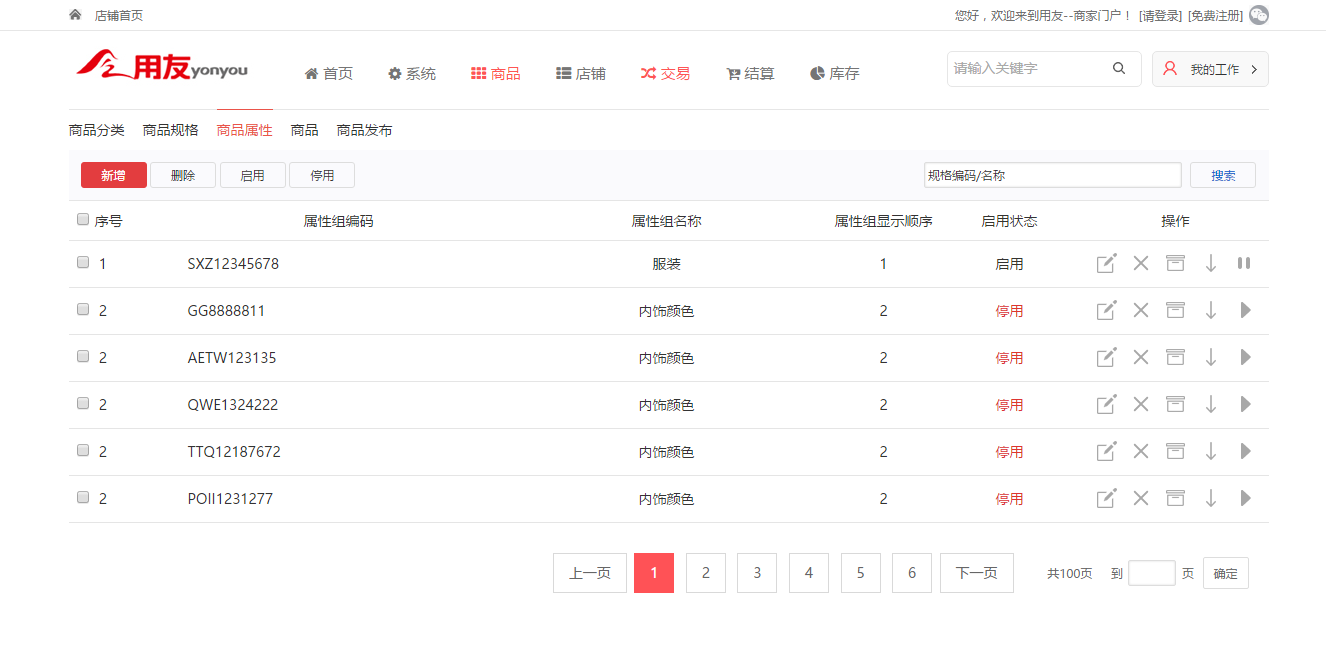 店铺首页 您好，欢迎来到用友--商家门户！ [请登录] [免费注册]
用友yonyou 首页 系统 商品 店铺 交易 结算 库存 请输入关键字 我的工作
商品分类 商品规格 商品属性 商品 商品发布
新增 删除 启用 停用 规格编码/名称 搜索
序号 属性组编码 属性组名称 属性组显示顺序 启用状态 操作
1 SXZ12345678 服装 1 启用
2 GG8888811 内饰颜色 2 停用
2 AETW123135 内饰颜色 2 停用
2 QWE1324222 内饰颜色 2 停用
2 TTQ12187672 内饰颜色 2 停用
2 POII1231277 内饰颜色 2 停用
上一页 1 2 3 4 5 6 下一页 共100页 到 页 确定